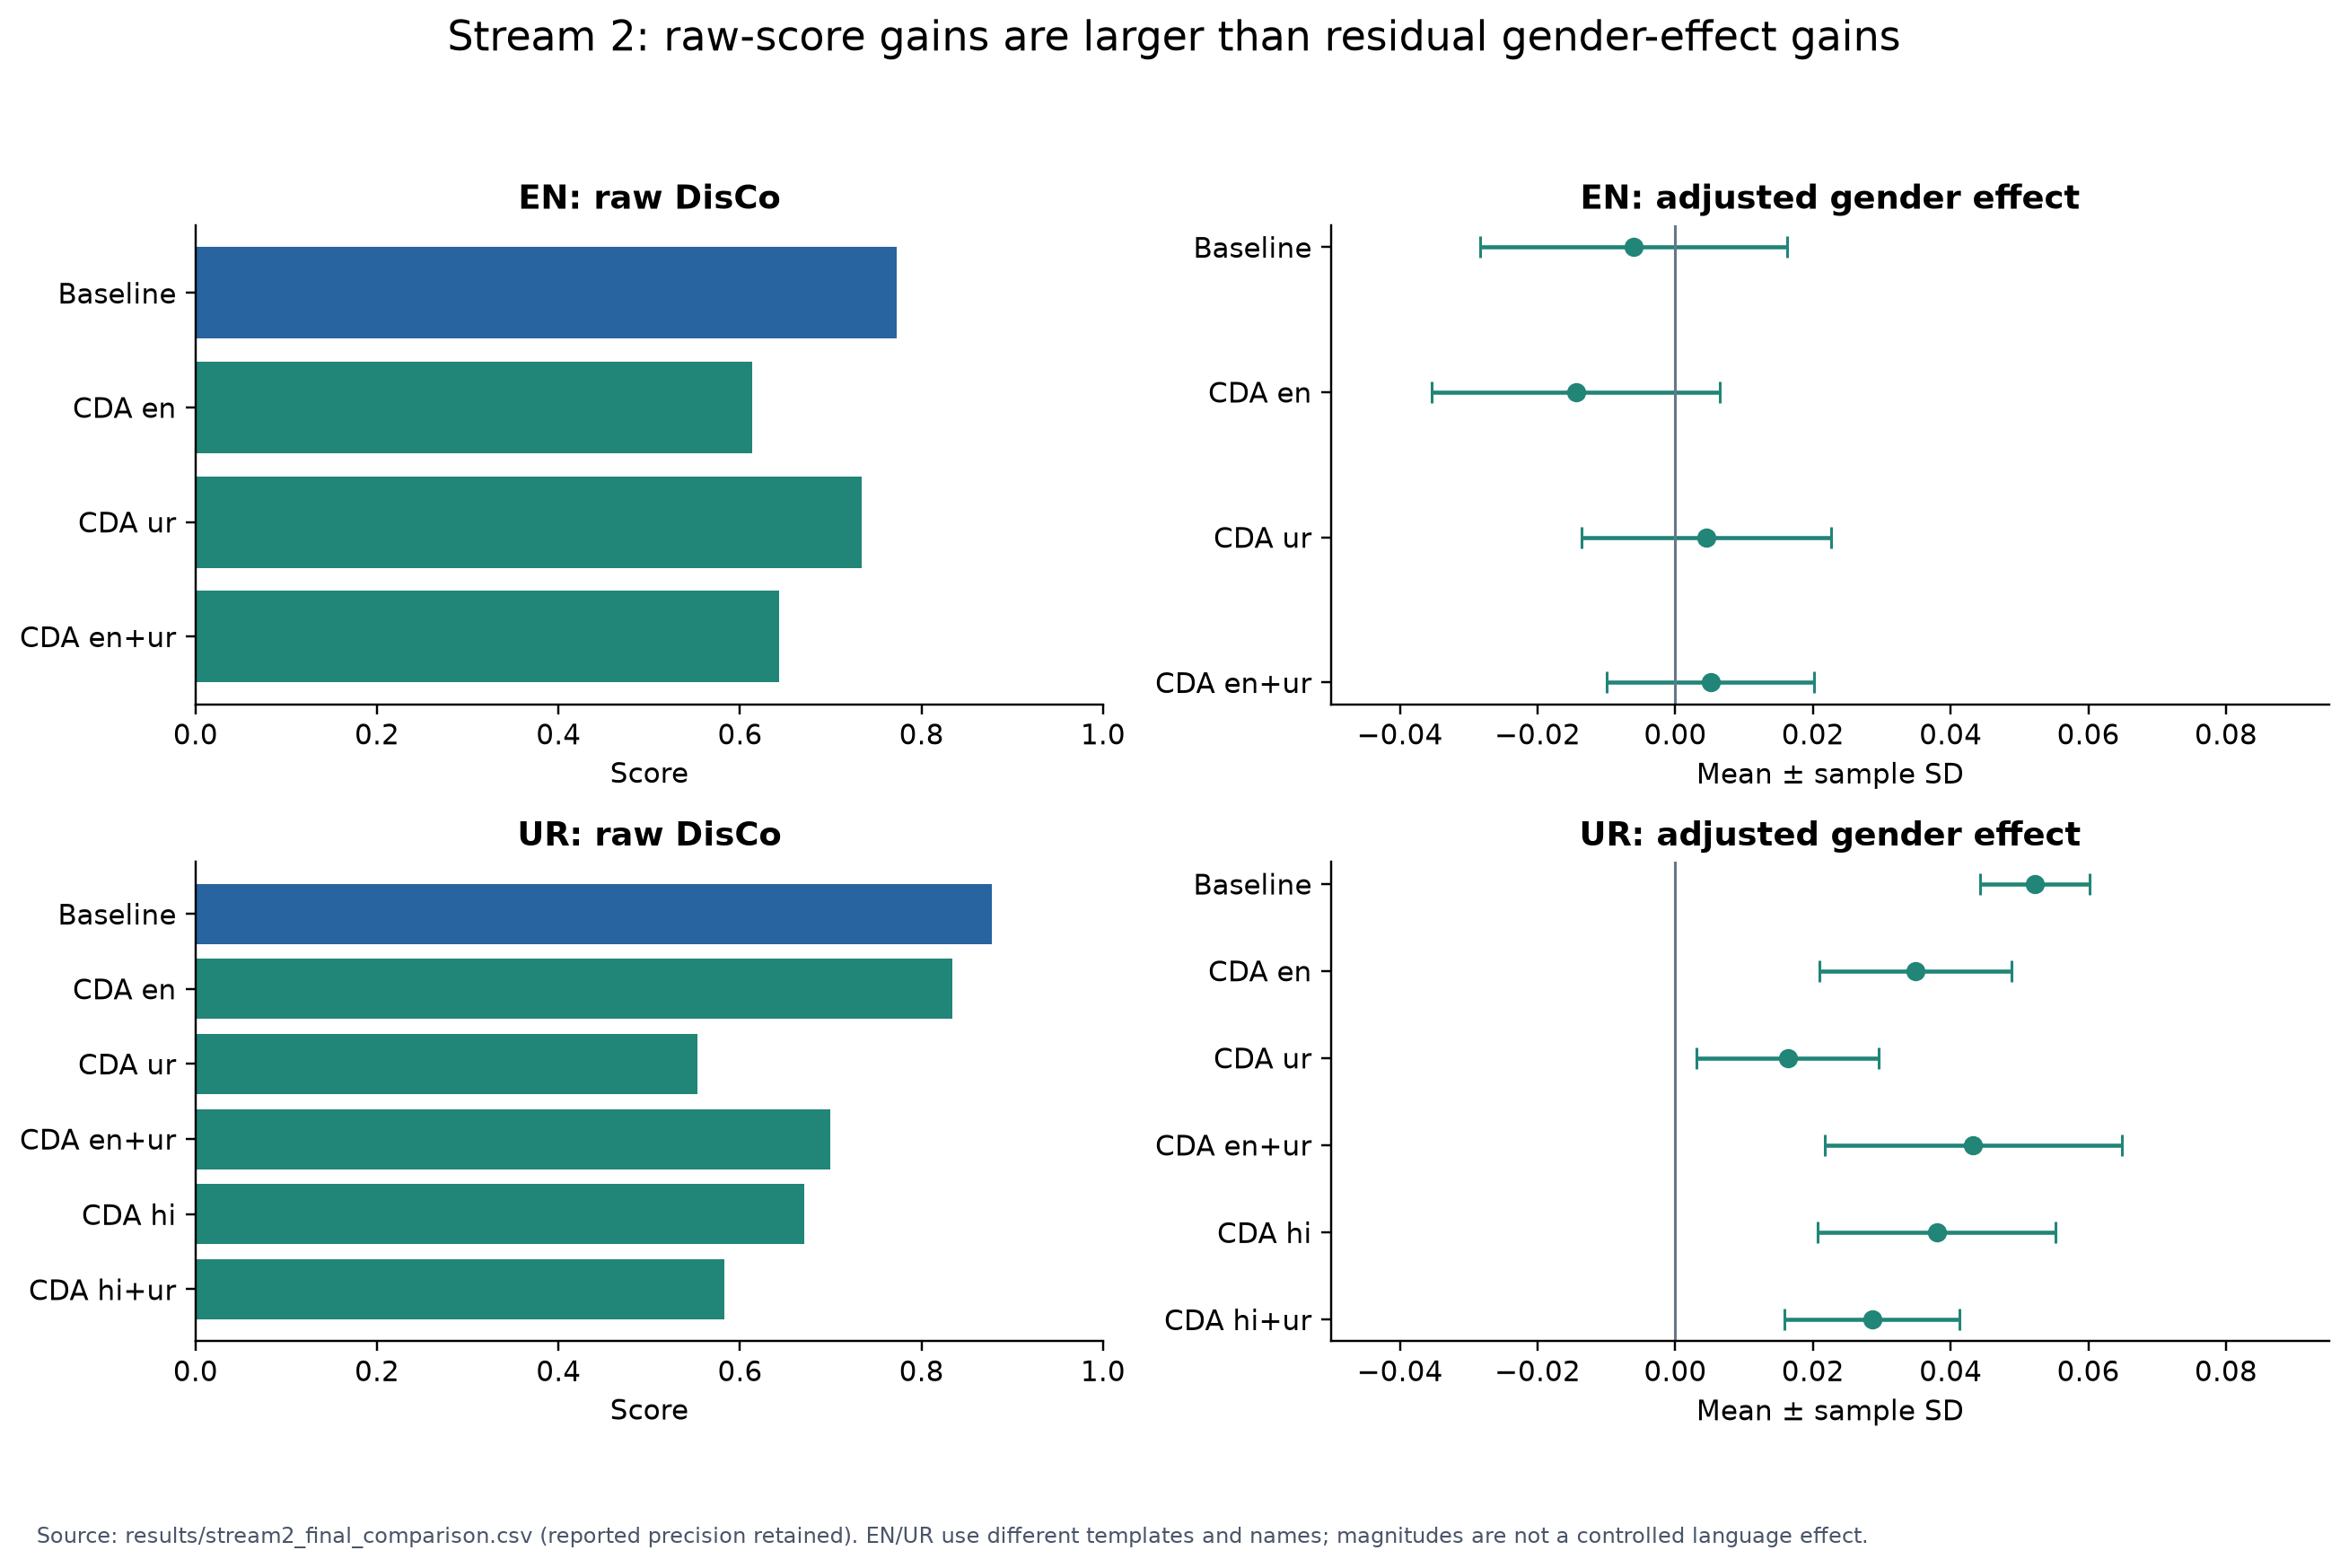 Stream 2: raw-score gains are larger than residual gender-effect gains
EN: raw DisCo
Baseline
CDA en
CDA ur
CDA en+ur
0.0 0.2 0.4 0.6 0.8 1.0
Score
EN: adjusted gender effect
Baseline
CDA en
CDA ur
CDA en+ur
−0.04 −0.02 0.00 0.02 0.04 0.06 0.08
Mean ± sample SD
UR: raw DisCo
Baseline
CDA en
CDA ur
CDA en+ur
CDA hi
CDA hi+ur
0.0 0.2 0.4 0.6 0.8 1.0
Score
UR: adjusted gender effect
Baseline
CDA en
CDA ur
CDA en+ur
CDA hi
CDA hi+ur
−0.04 −0.02 0.00 0.02 0.04 0.06 0.08
Mean ± sample SD
Source: results/stream2_final_comparison.csv (reported precision retained). EN/UR use different templates and names; magnitudes are not a controlled language effect.